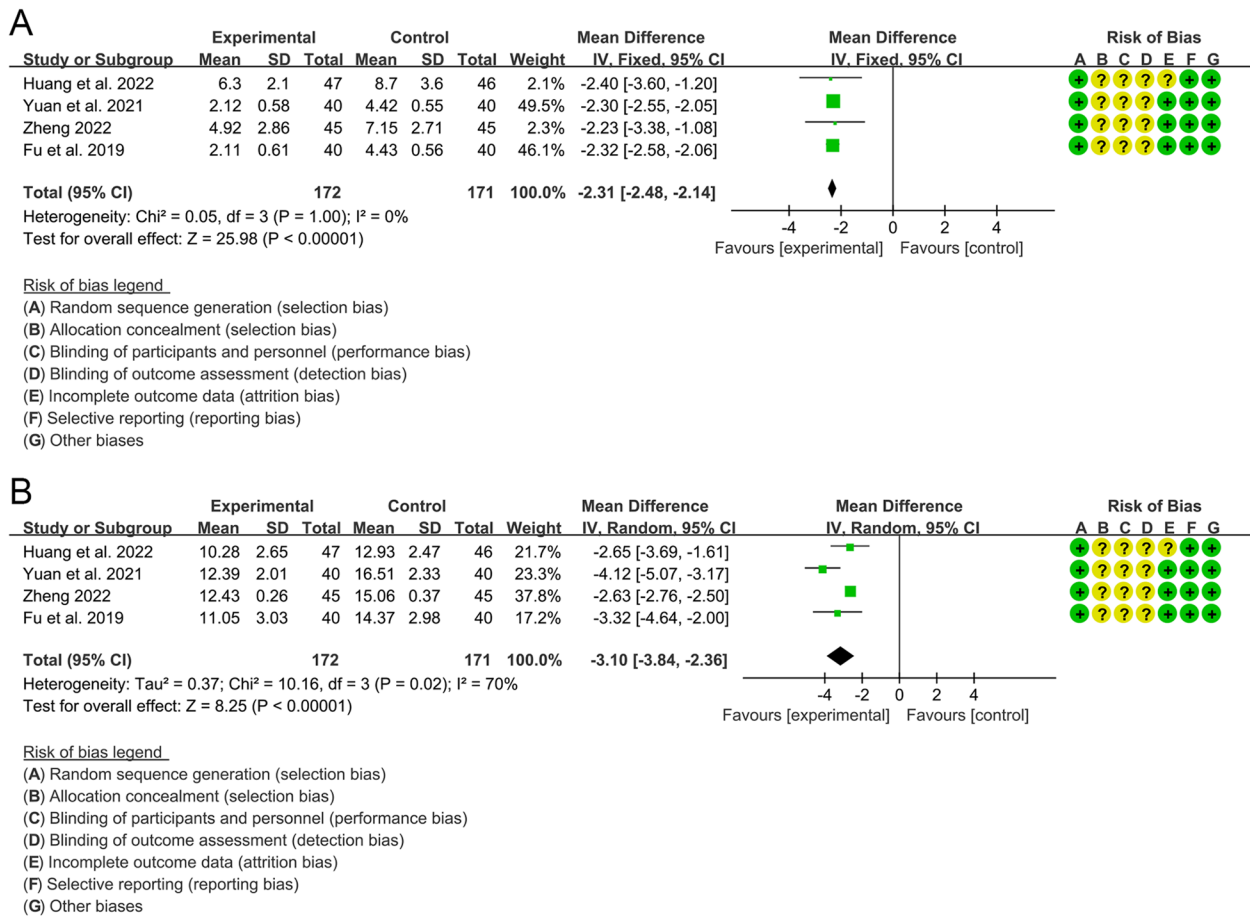 A
Experimental Control Mean Difference Mean Difference Risk of Bias
Study or Subgroup Mean SD Total Mean SD Total Weight IV, Fixed, 95% CI IV, Fixed, 95% CI A B C D E F G
Huang et al. 2022 6.3 2.1 47 8.7 3.6 46 2.1% -2.40 [-3.60, -1.20] + ? ? ? ? + +
Yuan et al. 2021 2.12 0.58 40 4.42 0.55 40 49.5% -2.30 [-2.55, -2.05] + ? ? ? + + +
Zheng 2022 4.92 2.86 45 7.15 2.71 45 2.3% -2.23 [-3.38, -1.08] + ? ? ? + + +
Fu et al. 2019 2.11 0.61 40 4.43 0.56 40 46.1% -2.32 [-2.58, -2.06] + ? ? ? + + +
Total (95% CI) 172 171 100.0% -2.31 [-2.48, -2.14]
Heterogeneity: Chi² = 0.05, df = 3 (P = 1.00); I² = 0%
Test for overall effect: Z = 25.98 (P < 0.00001)
-4 -2 0 2 4
Favours [experimental] Favours [control]
Risk of bias legend
(A) Random sequence generation (selection bias)
(B) Allocation concealment (selection bias)
(C) Blinding of participants and personnel (performance bias)
(D) Blinding of outcome assessment (detection bias)
(E) Incomplete outcome data (attrition bias)
(F) Selective reporting (reporting bias)
(G) Other biases
B
Experimental Control Mean Difference Mean Difference Risk of Bias
Study or Subgroup Mean SD Total Mean SD Total Weight IV, Random, 95% CI IV, Random, 95% CI A B C D E F G
Huang et al. 2022 10.28 2.65 47 12.93 2.47 46 21.7% -2.65 [-3.69, -1.61] + ? ? ? ? + +
Yuan et al. 2021 12.39 2.01 40 16.51 2.33 40 23.3% -4.12 [-5.07, -3.17] + ? ? ? + + +
Zheng 2022 12.43 0.26 45 15.06 0.37 45 37.8% -2.63 [-2.76, -2.50] + ? ? ? + + +
Fu et al. 2019 11.05 3.03 40 14.37 2.98 40 17.2% -3.32 [-4.64, -2.00] + ? ? ? + + +
Total (95% CI) 172 171 100.0% -3.10 [-3.84, -2.36]
Heterogeneity: Tau² = 0.37; Chi² = 10.16, df = 3 (P = 0.02); I² = 70%
Test for overall effect: Z = 8.25 (P < 0.00001)
-4 -2 0 2 4
Favours [experimental] Favours [control]
Risk of bias legend
(A) Random sequence generation (selection bias)
(B) Allocation concealment (selection bias)
(C) Blinding of participants and personnel (performance bias)
(D) Blinding of outcome assessment (detection bias)
(E) Incomplete outcome data (attrition bias)
(F) Selective reporting (reporting bias)
(G) Other biases